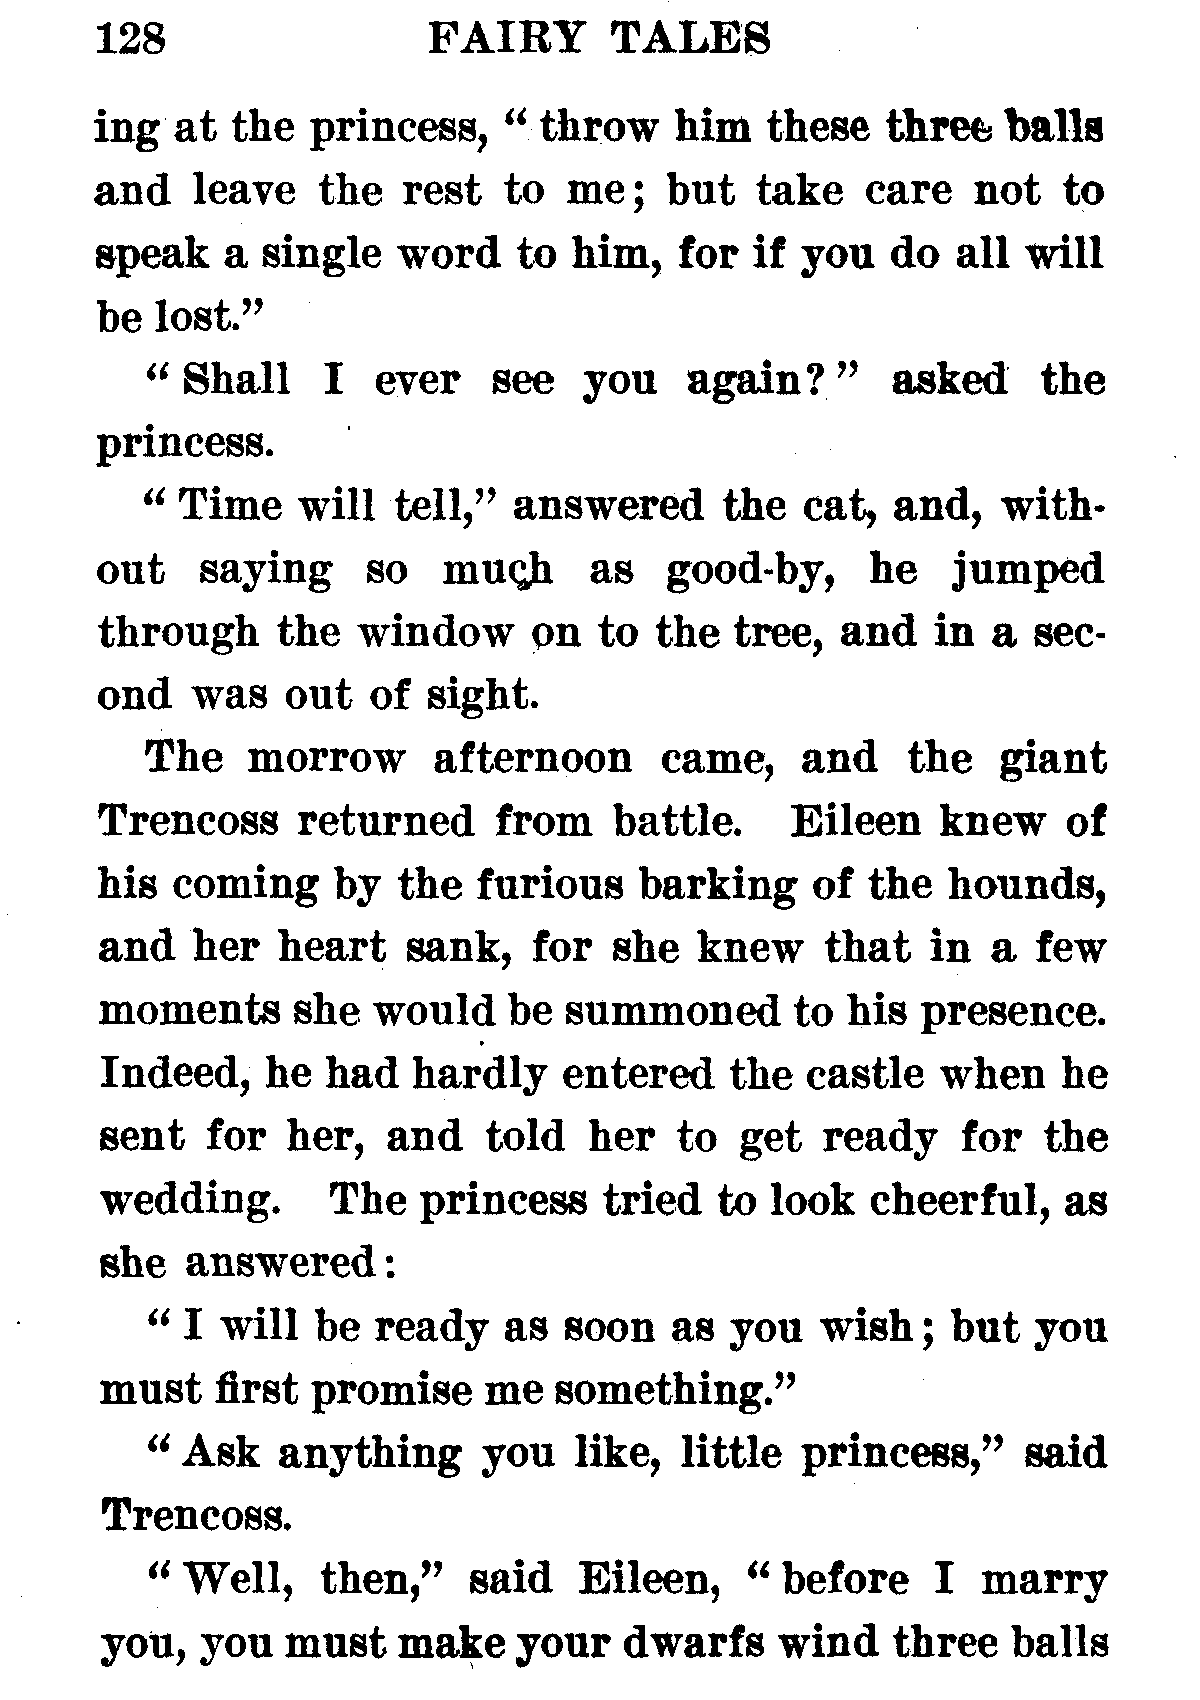 128 FAIRY TALES
ing at the princess, “ throw him these three balls
and leave the rest to me; but take care not to
speak a single word to him, for if you do all will
be lost.”
“ Shall I ever see you again? ” asked the
princess.
“ Time will tell,” answered the cat, and, with-
out saying so much as good-by, he jumped
through the window on to the tree, and in a sec-
ond was out of sight.
The morrow afternoon came, and the giant
Trencoss returned from battle. Eileen knew of
his coming by the furious barking of the hounds,
and her heart sank, for she knew that in a few
moments she would be summoned to his presence.
Indeed, he had hardly entered the castle when he
sent for her, and told her to get ready for the
wedding. The princess tried to look cheerful, as
she answered:
“ I will be ready as soon as you wish; but you
must first promise me something.”
“ Ask anything you like, little princess,” said
Trencoss.
“ Well, then,” said Eileen, “ before I marry
you, you must make your dwarfs wind three balls